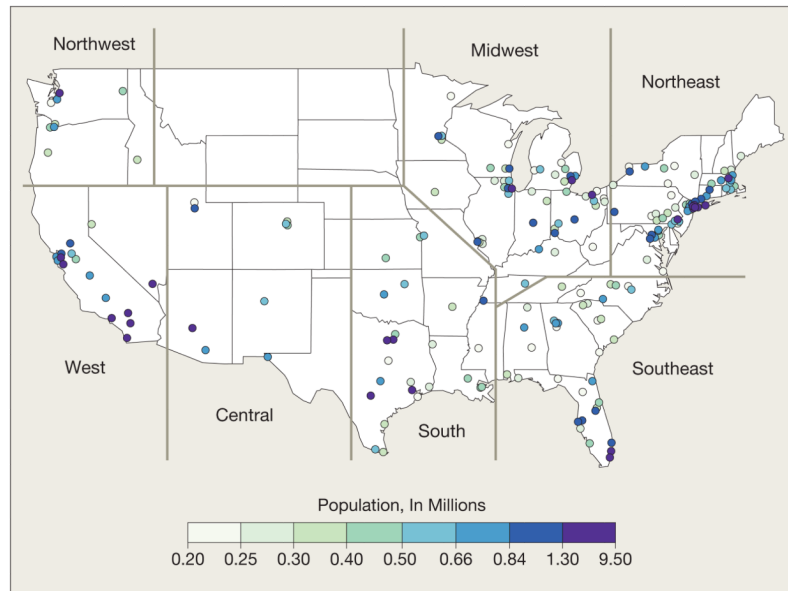 Northwest
Midwest
Northeast
West
Central
South
Southeast
Population, In Millions
0.20 0.25 0.30 0.40 0.50 0.66 0.84 1.30 9.50